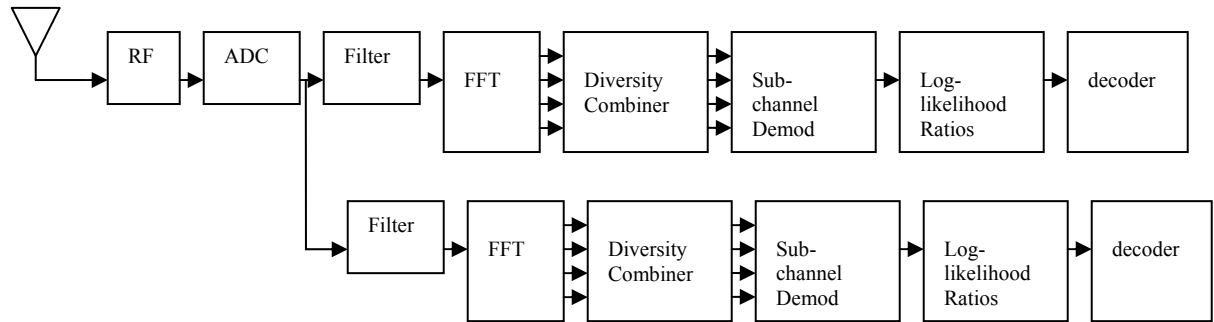 RF
ADC
Filter
FFT
Diversity
Combiner
Sub-
channel
Demod
Log-
likelihood
Ratios
decoder
Filter
FFT
Diversity
Combiner
Sub-
channel
Demod
Log-
likelihood
Ratios
decoder